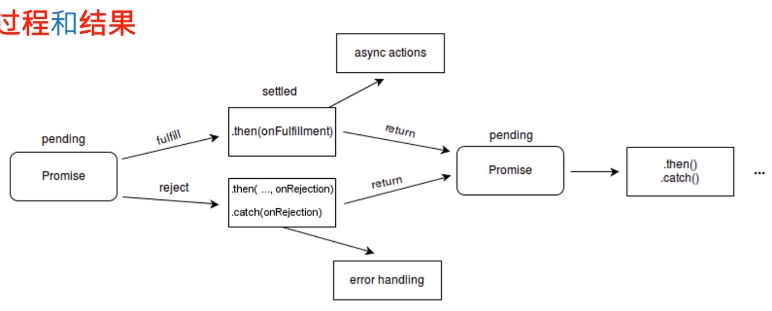 过程和结果
async actions
settled
pending
fulfill
.then(onFulfillment)
return
pending
Promise
reject
.then( ..., onRejection)
.catch(onRejection)
return
Promise
.then()
.catch()
...
error handling